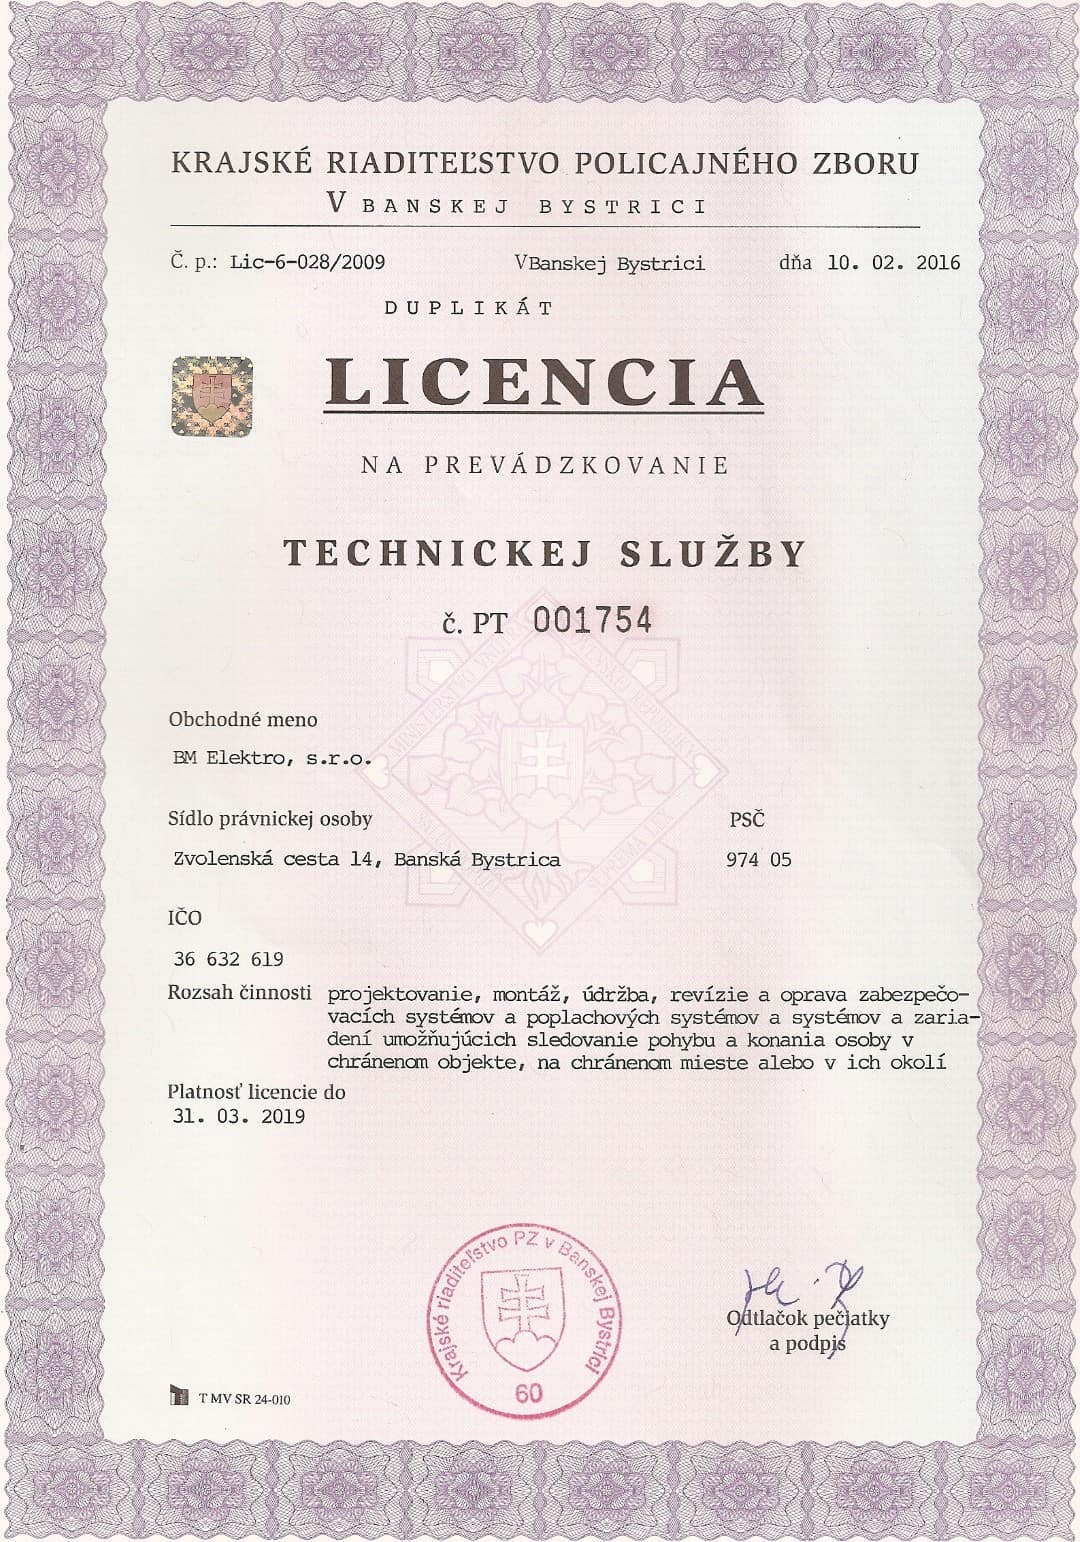 KRAJSKÉ RIADITEĽSTVO POLICAJNÉHO ZBORU
V BANSKEJ BYSTRICI
Č. p.: Lic-6-028/2009 V Banskej Bystrici dňa 10. 02. 2016
DUPLIKÁT
LICENCIA
NA PREVÁDZKOVANIE
TECHNICKEJ SLUŽBY
č. PT 001754
Obchodné meno
BM Elektro, s.r.o.
Sídlo právnickej osoby PSČ
Zvolenská cesta 14, Banská Bystrica 974 05
IČO
36 632 619
Rozsah činnosti projektovanie, montáž, údržba, revízie a oprava zabezpečo-
vacích systémov a poplachových systémov a systémov a zaria-
dení umožňujúcich sledovanie pohybu a konania osoby v
chránenom objekte, na chránenom mieste alebo v ich okolí
Platnosť licencie do
31. 03. 2019
Krajské riaditeľstvo PZ v Banskej Bystrici
60
Odtlačok pečiatky
a podpis
T MV SR 24-010